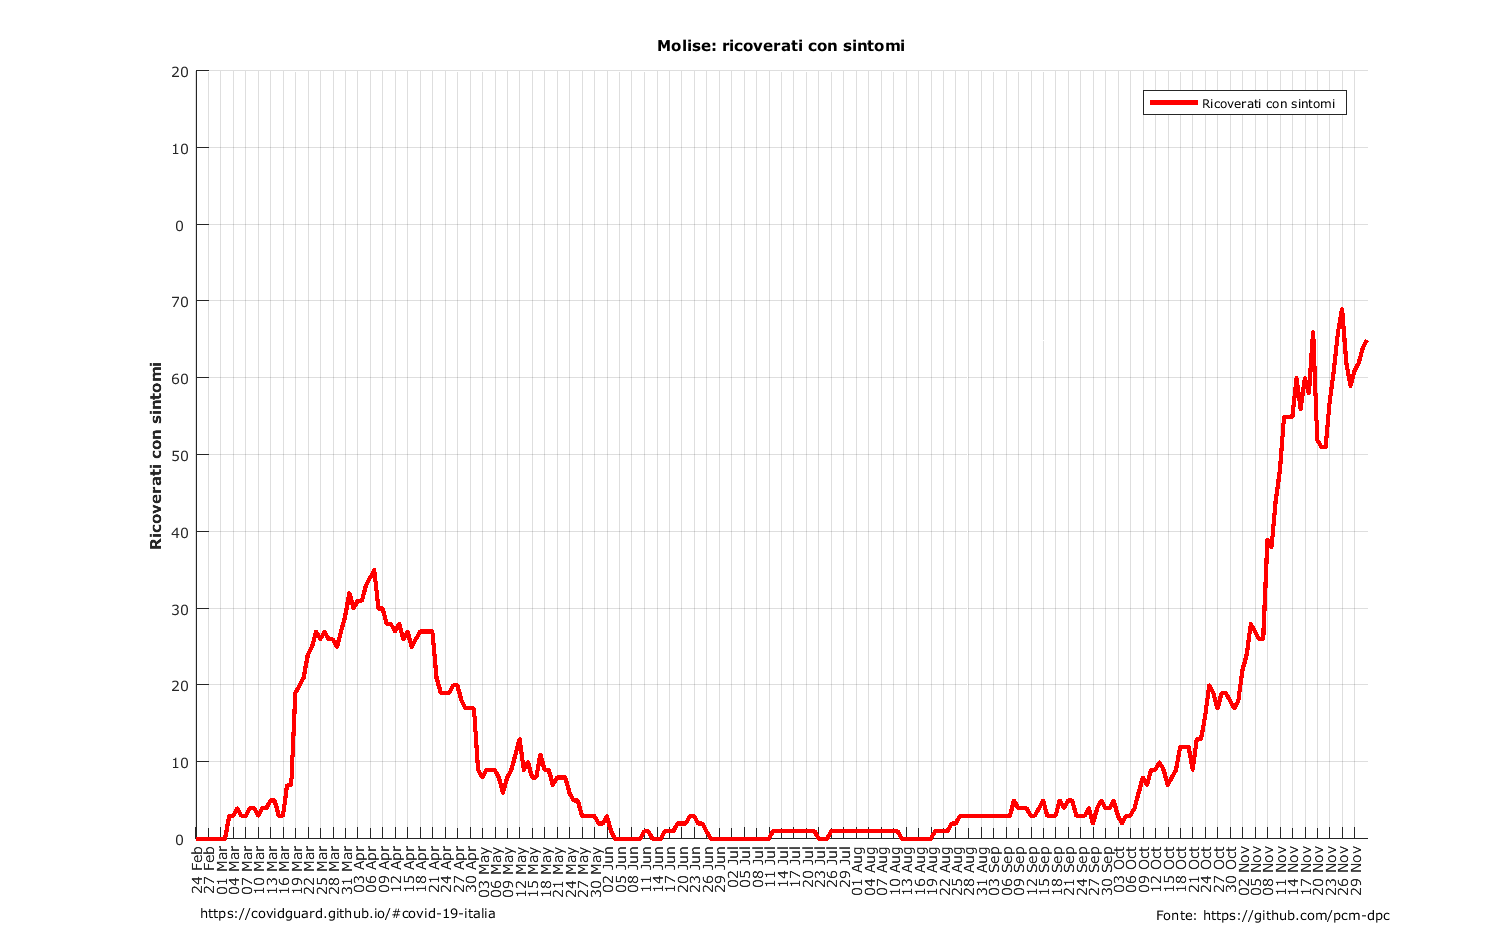 Molise: ricoverati con sintomi
Ricoverati con sintomi
Ricoverati con sintomi
20
10
0
70
60
50
40
30
20
10
0
24 Feb
27 Feb
01 Mar
04 Mar
07 Mar
10 Mar
13 Mar
16 Mar
19 Mar
22 Mar
25 Mar
28 Mar
31 Mar
03 Apr
06 Apr
09 Apr
12 Apr
15 Apr
18 Apr
21 Apr
24 Apr
27 Apr
30 Apr
03 May
06 May
09 May
12 May
15 May
18 May
21 May
24 May
27 May
30 May
02 Jun
05 Jun
08 Jun
11 Jun
14 Jun
17 Jun
20 Jun
23 Jun
26 Jun
29 Jun
02 Jul
05 Jul
08 Jul
11 Jul
14 Jul
17 Jul
20 Jul
23 Jul
26 Jul
29 Jul
01 Aug
04 Aug
07 Aug
10 Aug
13 Aug
16 Aug
19 Aug
22 Aug
25 Aug
28 Aug
31 Aug
03 Sep
06 Sep
09 Sep
12 Sep
15 Sep
18 Sep
21 Sep
24 Sep
27 Sep
30 Sep
03 Oct
06 Oct
09 Oct
12 Oct
15 Oct
18 Oct
21 Oct
24 Oct
27 Oct
30 Oct
02 Nov
05 Nov
08 Nov
11 Nov
14 Nov
17 Nov
20 Nov
23 Nov
26 Nov
29 Nov
https://covidguard.github.io/#covid-19-italia
Fonte: https://github.com/pcm-dpc